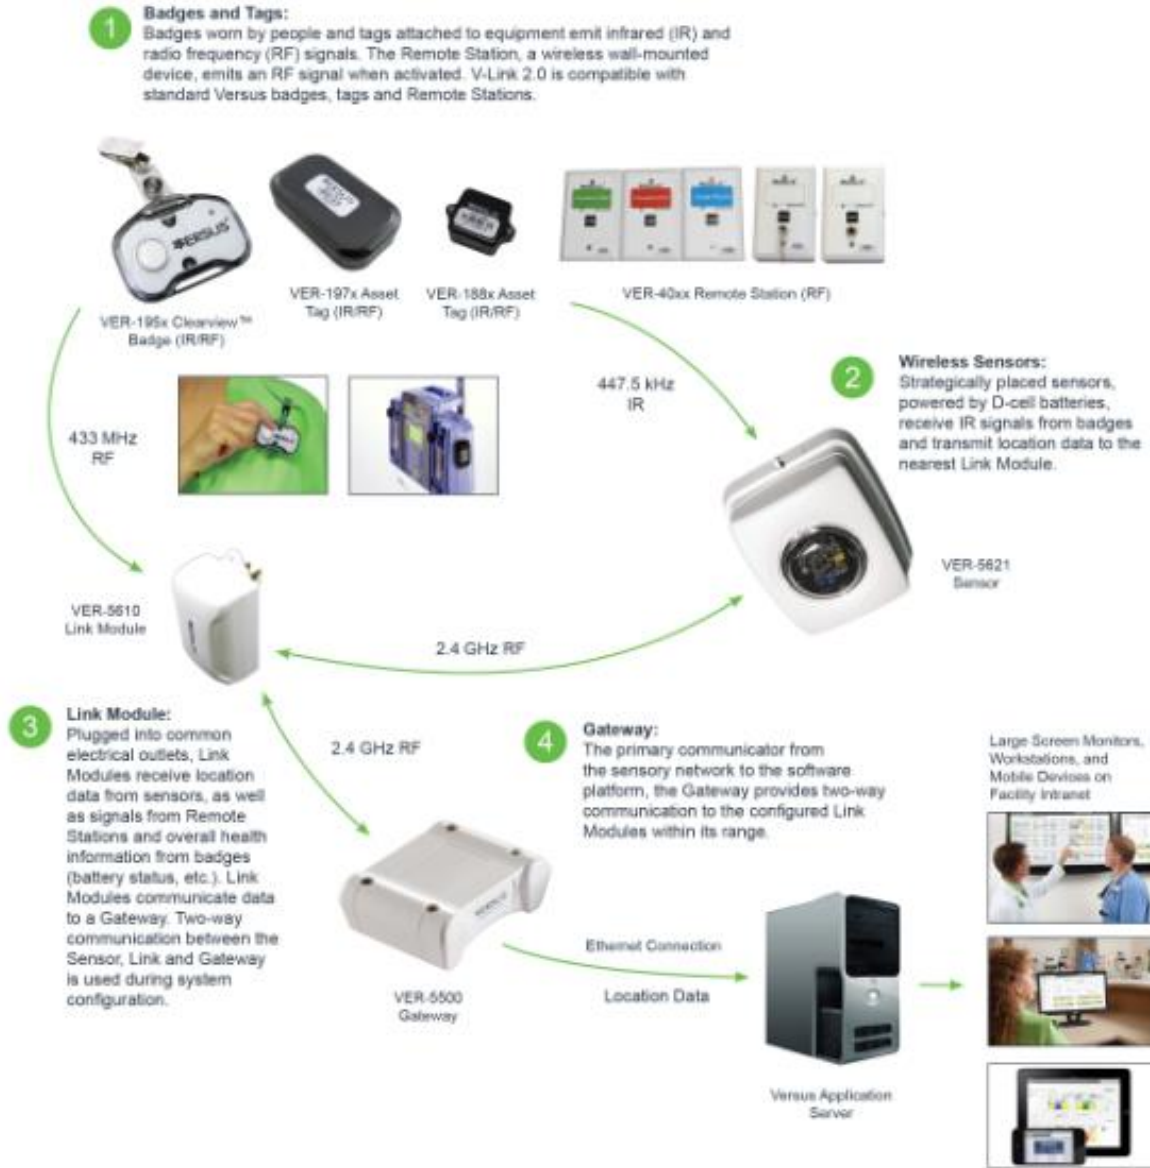 1
Badges and Tags:
Badges worn by people and tags attached to equipment emit infrared (IR) and
radio frequency (RF) signals. The Remote Station, a wireless wall-mounted
device, emits an RF signal when activated. V-Link 2.0 is compatible with
standard Versus badges, tags and Remote Stations.
VERSUS
VER-195x Clearview™
Badge (IR/RF)
VER-197x Asset
Tag (IR/RF)
VER-188x Asset
Tag (IR/RF)
VER-40xx Remote Station (RF)
433 MHz
RF
447.5 kHz
IR
2
Wireless Sensors:
Strategically placed sensors,
powered by D-cell batteries,
receive IR signals from badges
and transmit location data to the
nearest Link Module.
VER-5621
Sensor
VER-5610
Link Module
2.4 GHz RF
3
Link Module:
Plugged into common
electrical outlets, Link
Modules receive location
data from sensors, as well
as signals from Remote
Stations and overall health
information from badges
(battery status, etc.). Link
Modules communicate data
to a Gateway. Two-way
communication between the
Sensor, Link and Gateway
is used during system
configuration.
2.4 GHz RF
4
Gateway:
The primary communicator from
the sensory network to the software
platform, the Gateway provides two-way
communication to the configured Link
Modules within its range.
VERSUS
VER-5500
Gateway
Ethernet Connection
Location Data
Versus Application
Server
Large Screen Monitors,
Workstations, and
Mobile Devices on
Facility Intranet